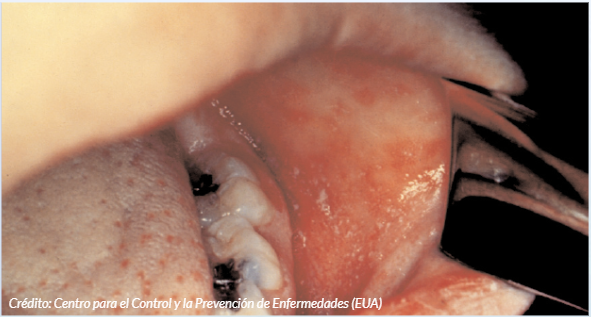 Crédito: Centro para el Control y la Prevención de Enfermedades (EUA)